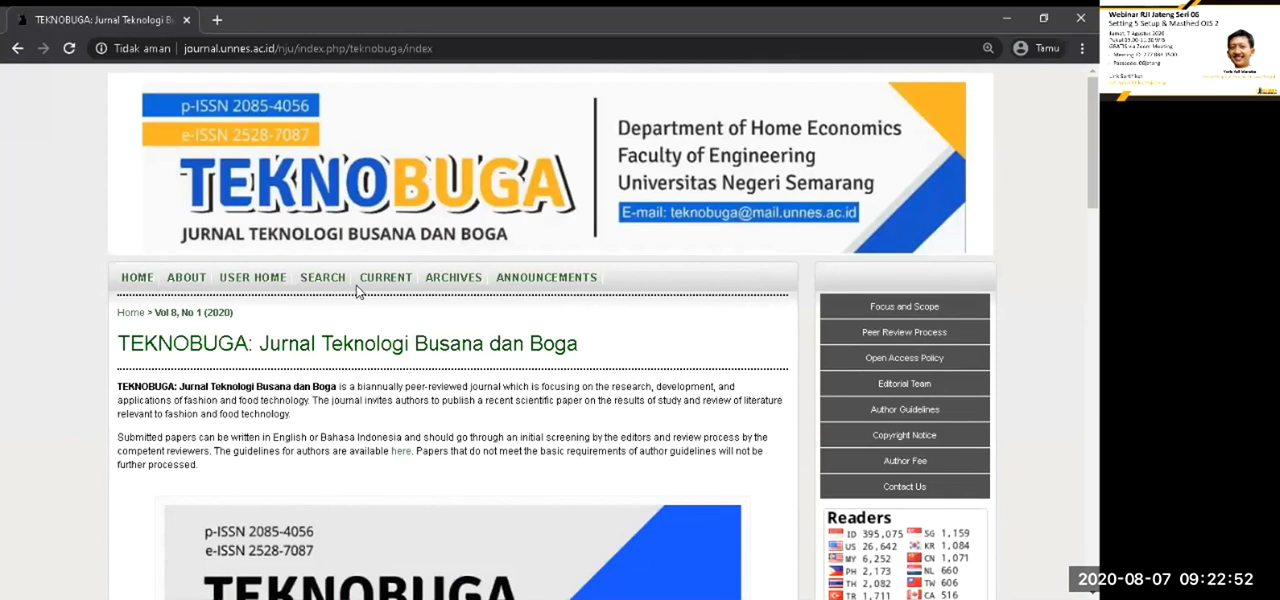 TEKNOBUGA: Jurnal Teknologi Bu
Tidak aman
journal.unnes.ac.id/nju/index.php/teknobuga/index
Tamu
Webinar RJI Jateng Seri 06
Setting 5 Setup & Masthed OJS 2
p-ISSN 2085-4056
e-ISSN 2528-7087
TEKNOBUGA
JURNAL TEKNOLOGI BUSANA DAN BOGA
Department of Home Economics
Faculty of Engineering
Universitas Negeri Semarang
E-mail: teknobuga@mail.unnes.ac.id
HOME ABOUT USER HOME SEARCH CURRENT ARCHIVES ANNOUNCEMENTS
Home > Vol 8, No 1 (2020)
TEKNOBUGA: Jurnal Teknologi Busana dan Boga
TEKNOBUGA: Jurnal Teknologi Busana dan Boga is a biannually peer-reviewed journal which is focusing on the research, development, and
applications of fashion and food technology. The journal invites authors to publish a recent scientific paper on the results of study and review of literature
relevant to fashion and food technology.
Submitted papers can be written in English or Bahasa Indonesia and should go through an initial screening by the editors and review process by the
competent reviewers. The guidelines for authors are available here. Papers that do not meet the basic requirements of author guidelines will not be
further processed.
p-ISSN 2085-4056
e-ISSN 2528-7087
TEKNOBUGA
Focus and Scope
Peer Review Process
Open Access Policy
Editorial Team
Author Guidelines
Copyright Notice
Author Fee
Contact Us
Readers
ID 395,075 SG 1,159
US 26,642 KR 1,084
MY 6,252 CN 1,071
PH 2,173 NL 660
TH 2,082 TW 606
TR 1,711 CA 516
2020-08-07 09:22:52